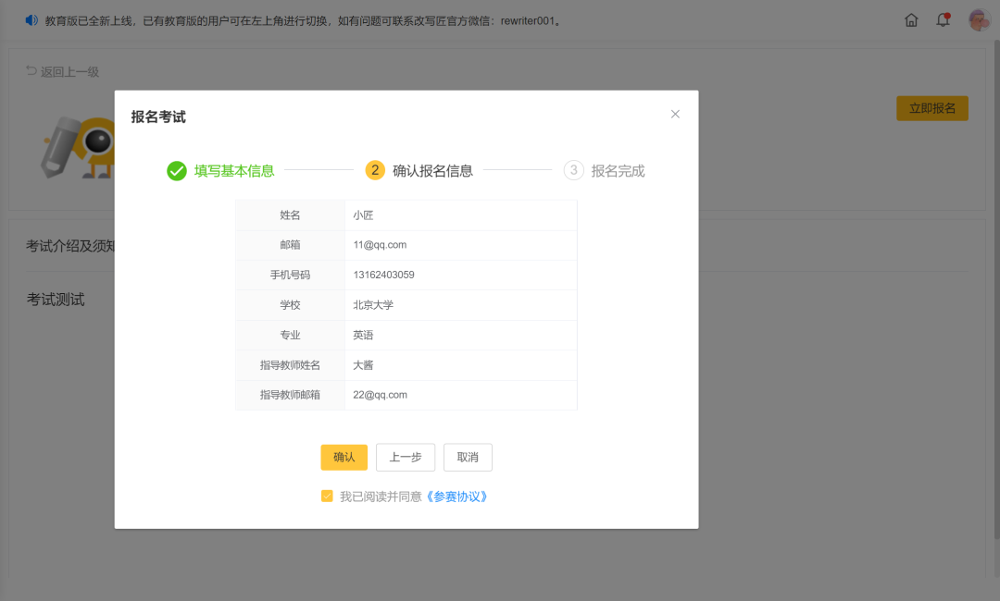 教育版已全新上线，已有教育版的用户可在左上角进行切换，如有问题可联系改写匠官方微信：rewriter001。
返回上一级
立即报名
报名考试
填写基本信息 2 确认报名信息 3 报名完成
姓名 小匠
邮箱 11@qq.com
手机号码 13162403059
学校 北京大学
专业 英语
指导教师姓名 大酱
指导教师邮箱 22@qq.com
考试介绍及须知
考试测试
确认 上一步 取消
我已阅读并同意《参赛协议》